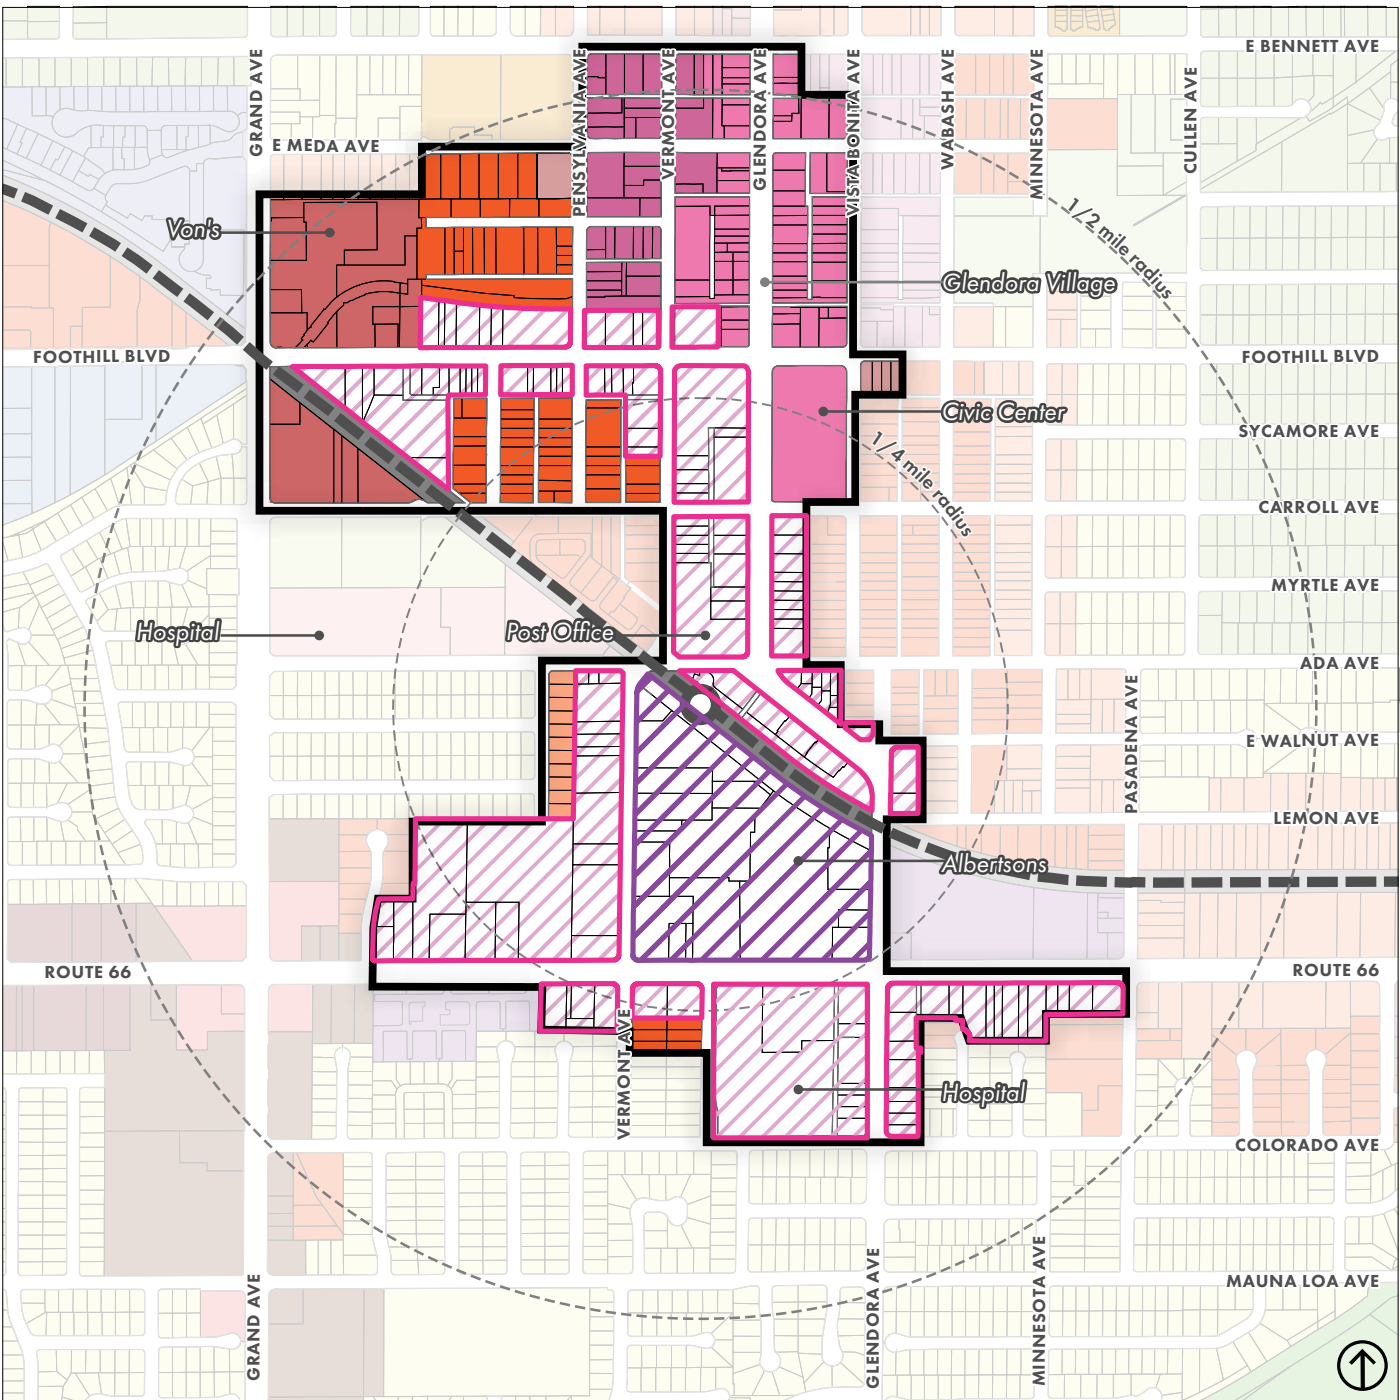 E BENNETT AVE
GRAND AVE
PENSYLVANIA AVE
VERMONT AVE
GLENDORA AVE
VISTA BONITA AVE
WABASH AVE
MINNESOTA AVE
CULLEN AVE
E MEDA AVE
1/2 mile radius
Von's
Glendora Village
FOOTHILL BLVD
FOOTHILL BLVD
Civic Center
SYCAMORE AVE
1/4 mile radius
CARROLL AVE
MYRTLE AVE
Hospital
Post Office
ADA AVE
PASADENA AVE
E WALNUT AVE
LEMON AVE
Albertsons
ROUTE 66
ROUTE 66
VERMONT AVE
Hospital
COLORADO AVE
GRAND AVE
GLENDORA AVE
MINNESOTA AVE
MAUNA LOA AVE